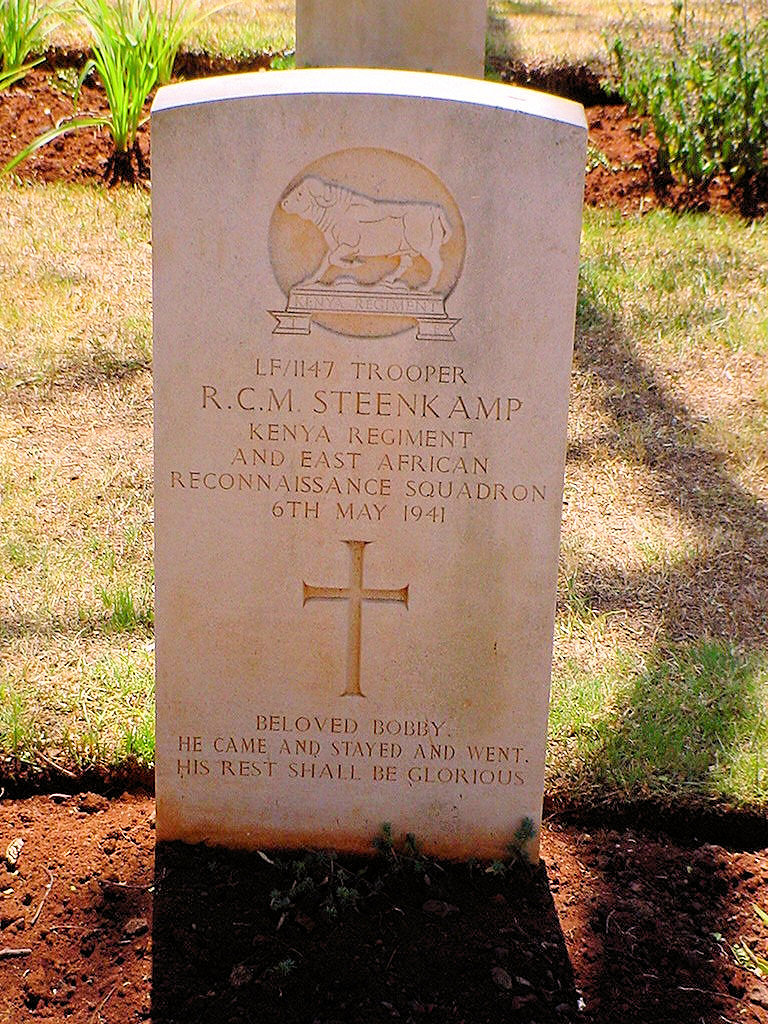 KENYA REGIMENT
LF/1147 TROOPER
R.C.M. STEENKAMP
KENYA REGIMENT
AND EAST AFRICAN
RECONNAISSANCE SQUADRON
6TH MAY 1941
BELOVED BOBBY.
HE CAME AND STAYED AND WENT.
HIS REST SHALL BE GLORIOUS